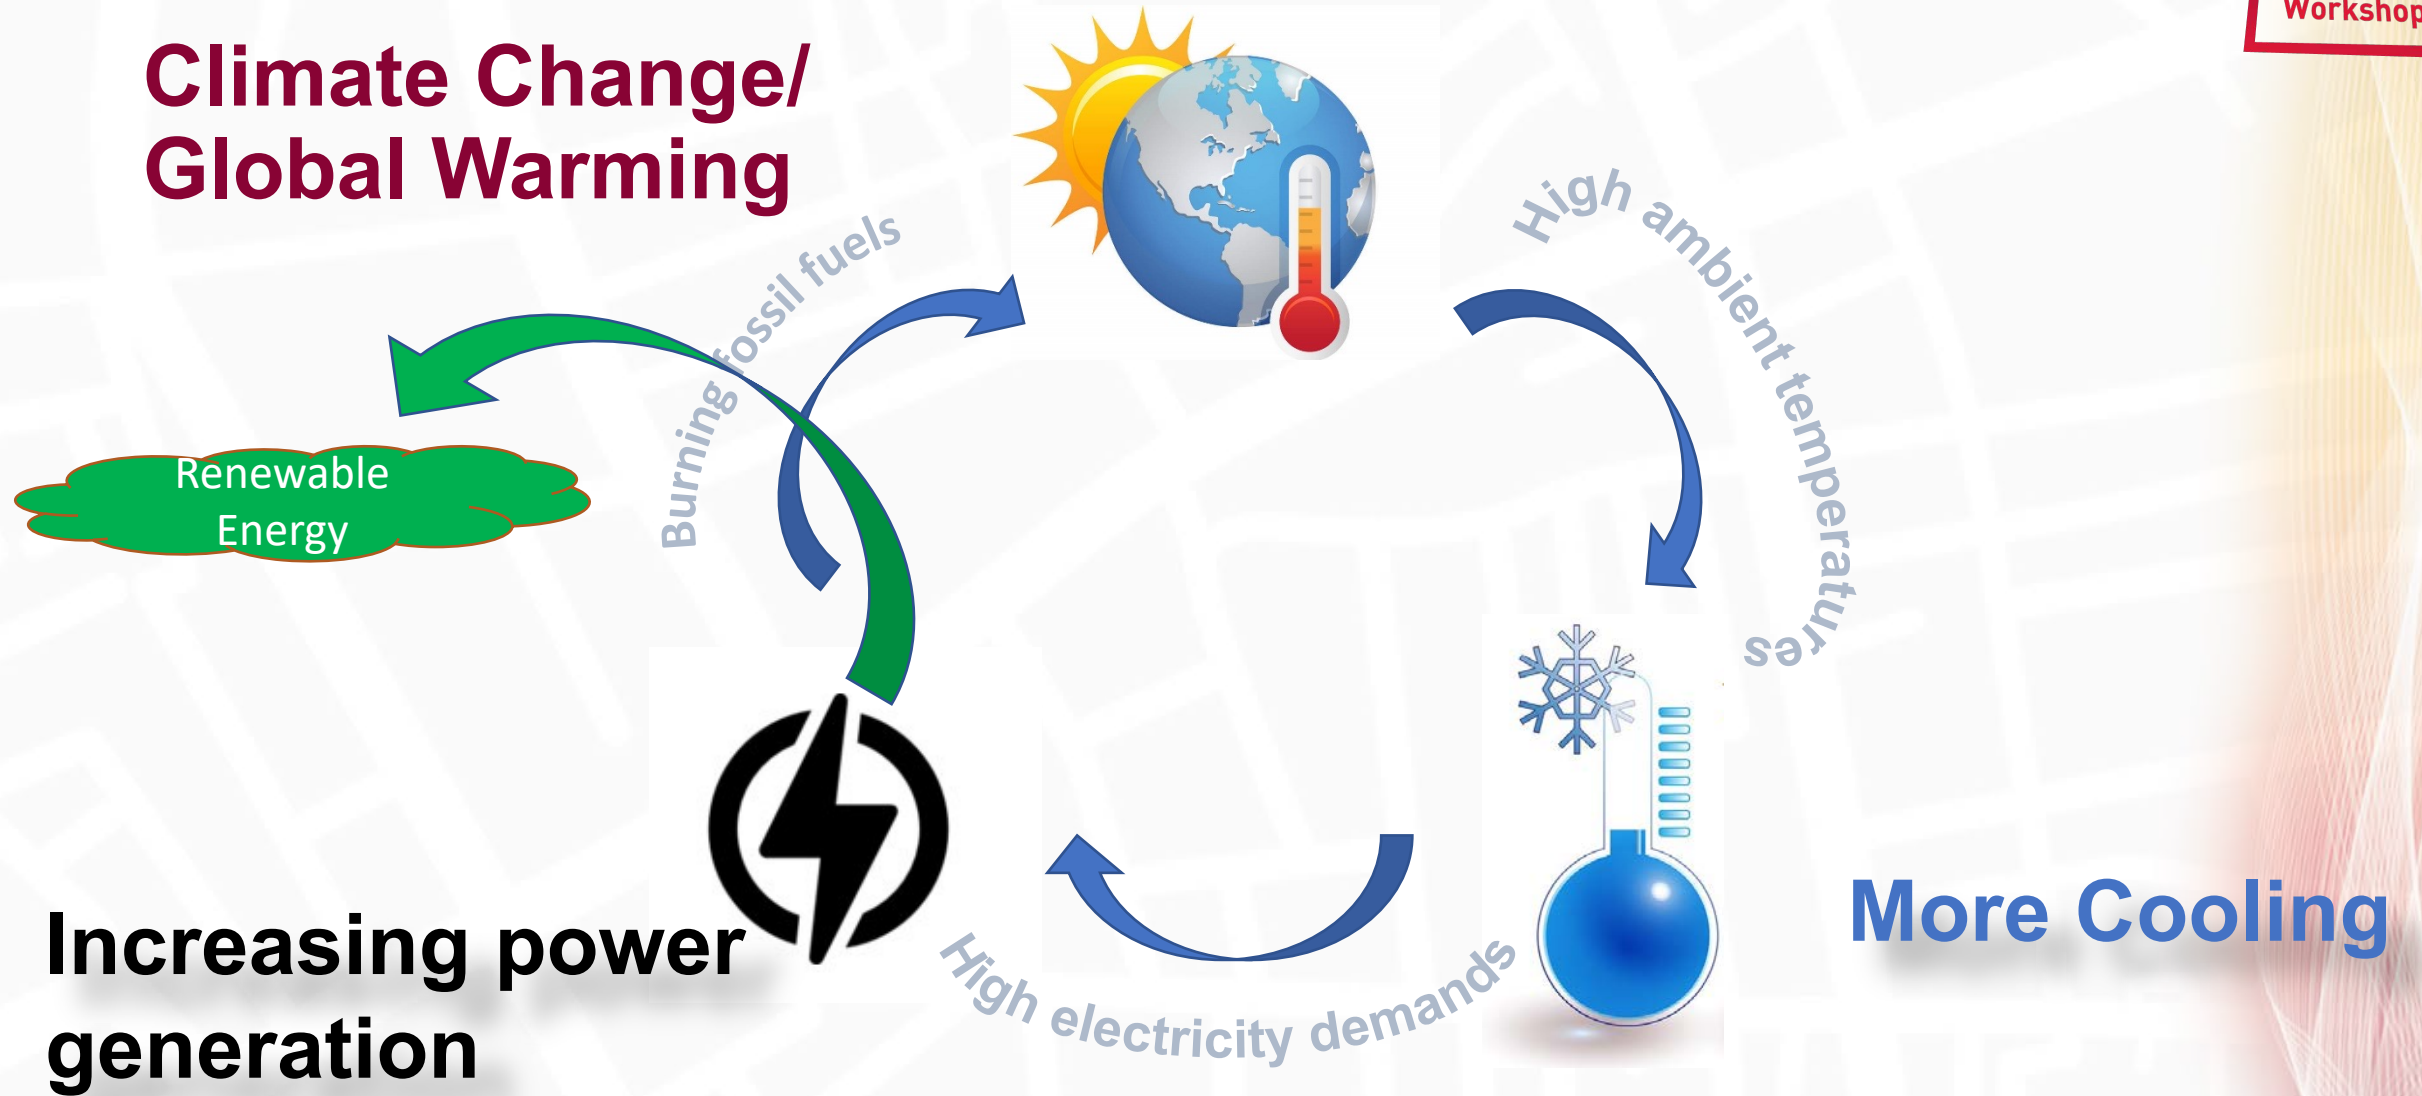 Workshop
Climate Change/
Global Warming
Burning fossil fuels
High ambient temperatures
Renewable
Energy
More Cooling
Increasing power
generation
High electricity demands